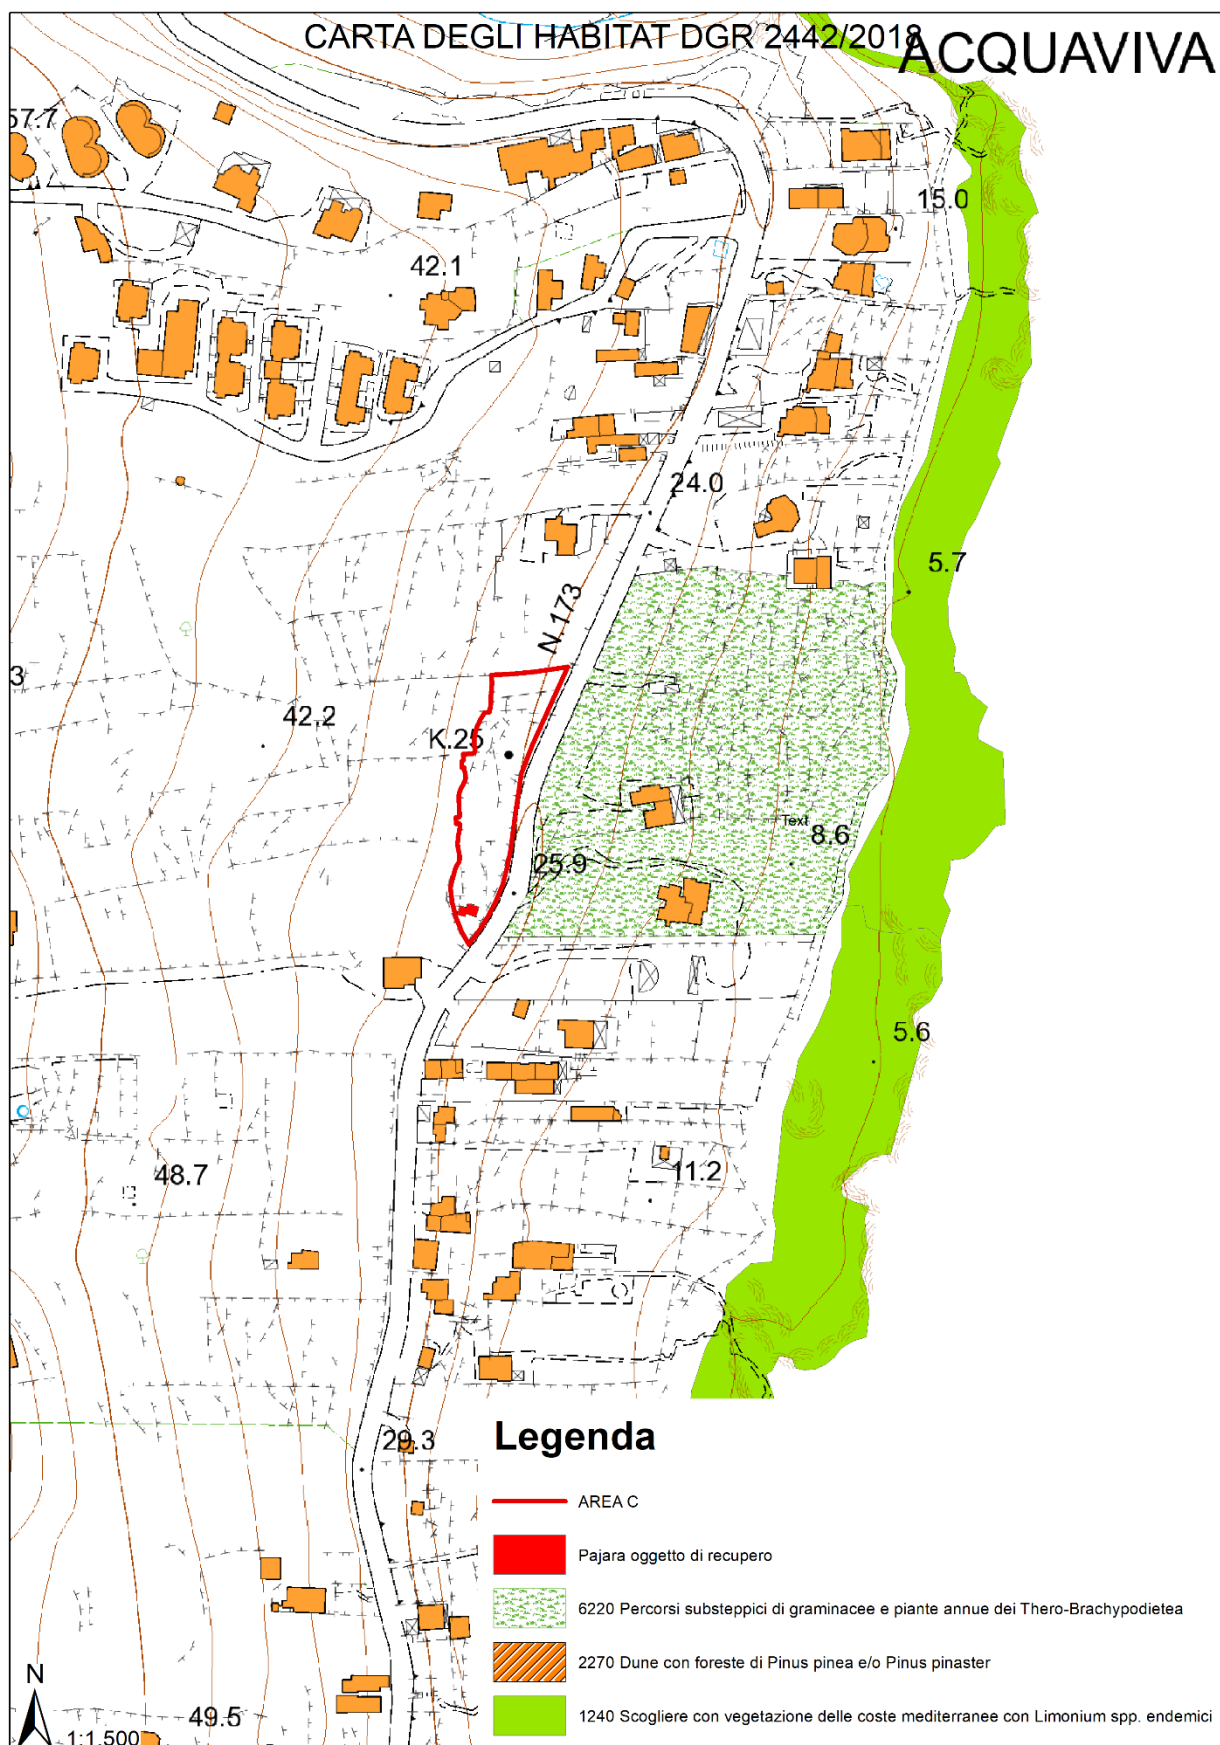 CARTA DEGLI HABITAT DGR 2442/2018
ACQUAVIVA
57.7
15.0
42.1
24.0
5.7
N.173
3
42.2
K.25
Text
8.6
25.9
5.6
48.7
11.2
29.3
Legenda
AREA C
Pajara oggetto di recupero
6220 Percorsi substeppici di graminacee e piante annue dei Thero-Brachypodietea
2270 Dune con foreste di Pinus pinea e/o Pinus pinaster
1240 Scogliere con vegetazione delle coste mediterranee con Limonium spp. endemici
N
49.5
1:1.500